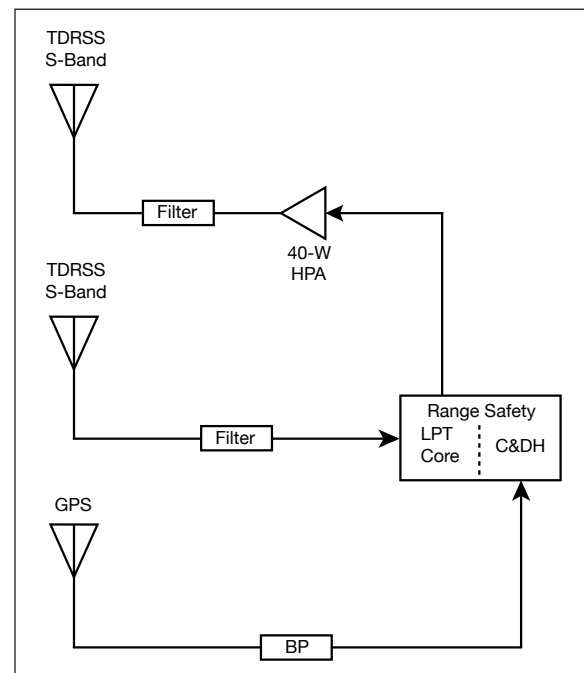 TDRSS
S-Band
Filter
40-W
HPA
TDRSS
S-Band
Filter
Range Safety
LPT
Core
C&DH
GPS
BP